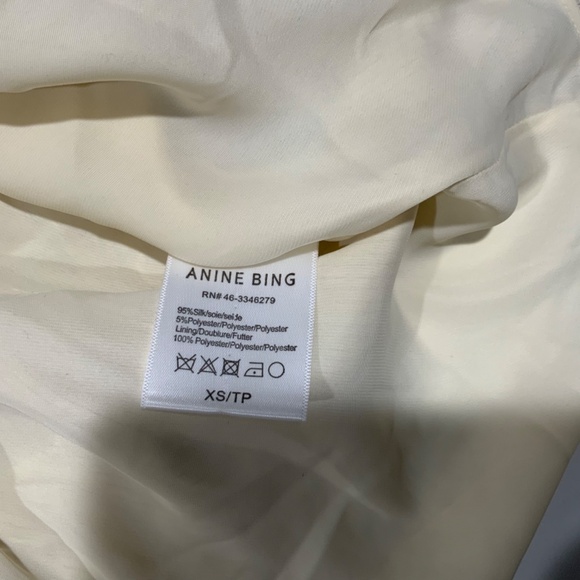 ANINE BING
RN# 46-3346279
95%Silk/soie/seide
5%Polyester/Polyester/Polyester
Lining/Doublure/Futter
100% Polyester/Polyester/Polyester
XS/TP